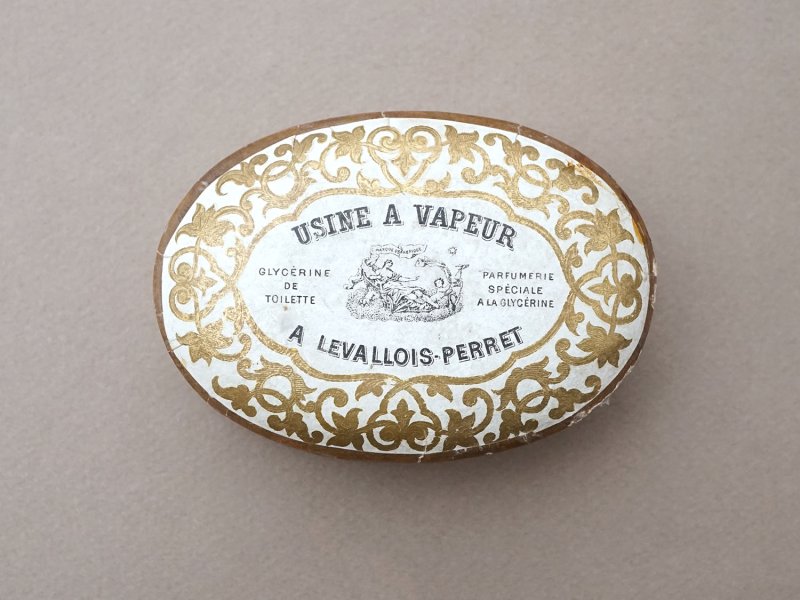 USINE A VAPEUR
GLYCÉRINE
DE
TOILETTE
PARFUMERIE
SPÉCIALE
A LA GLYCÉRINE
A LEVALLOIS-PERRET